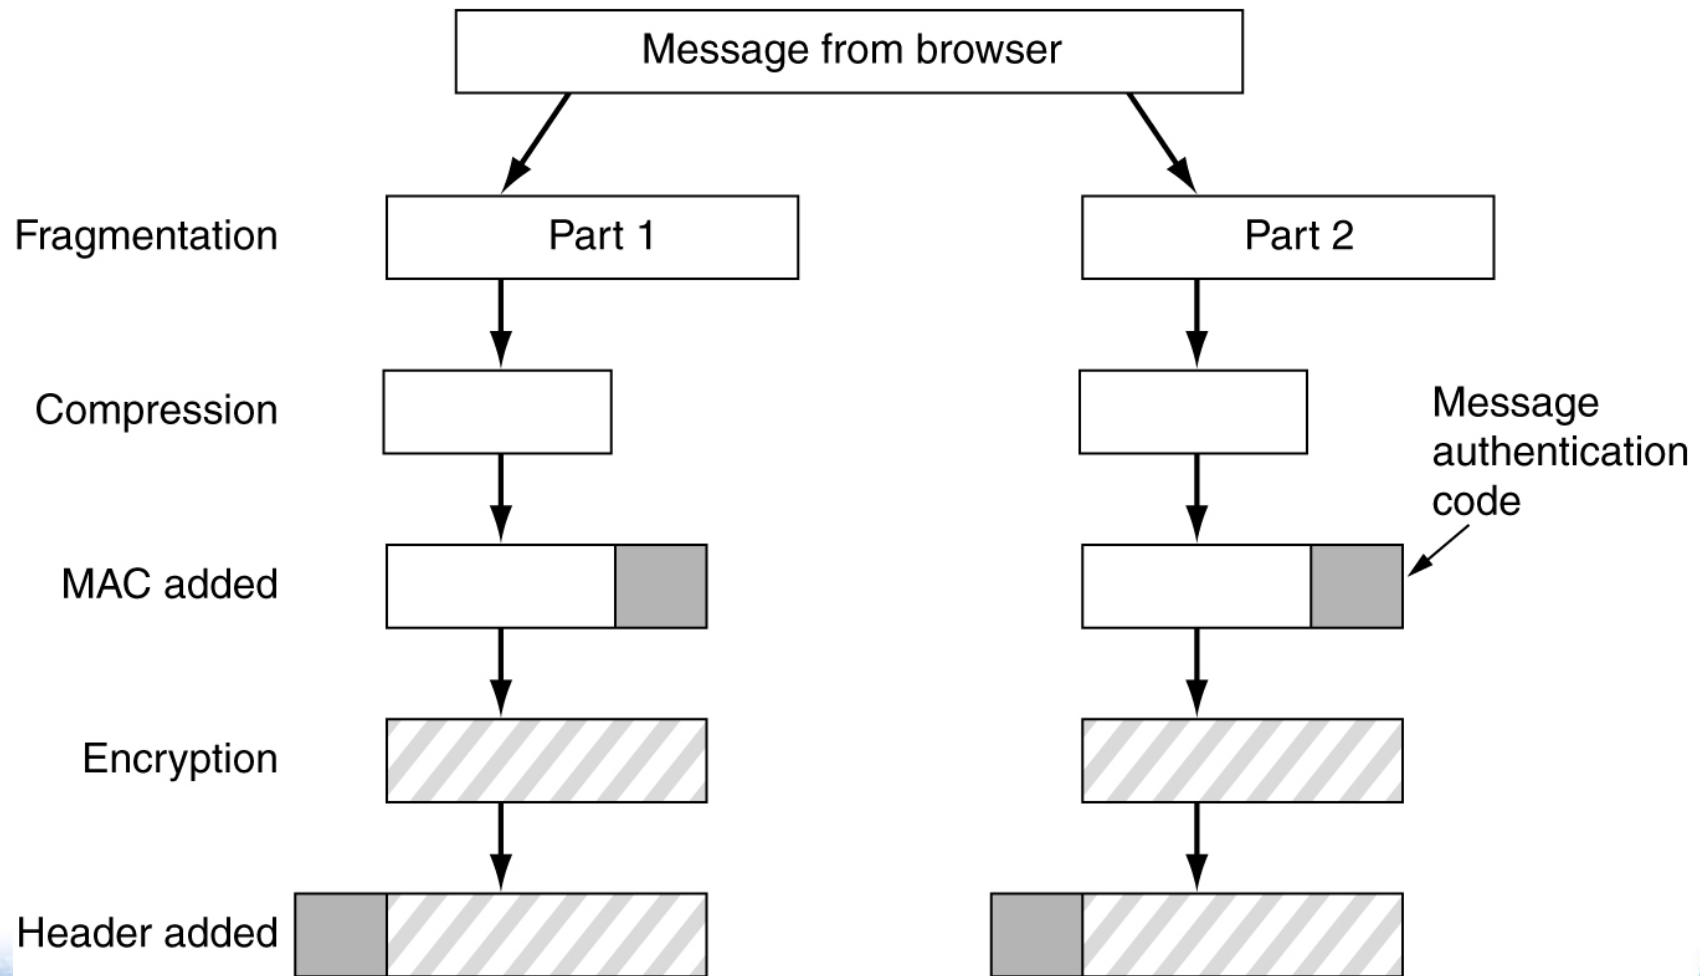 Message from browser
Fragmentation
Part 1
Part 2
Compression
Message
authentication
code
MAC added
Encryption
Header added